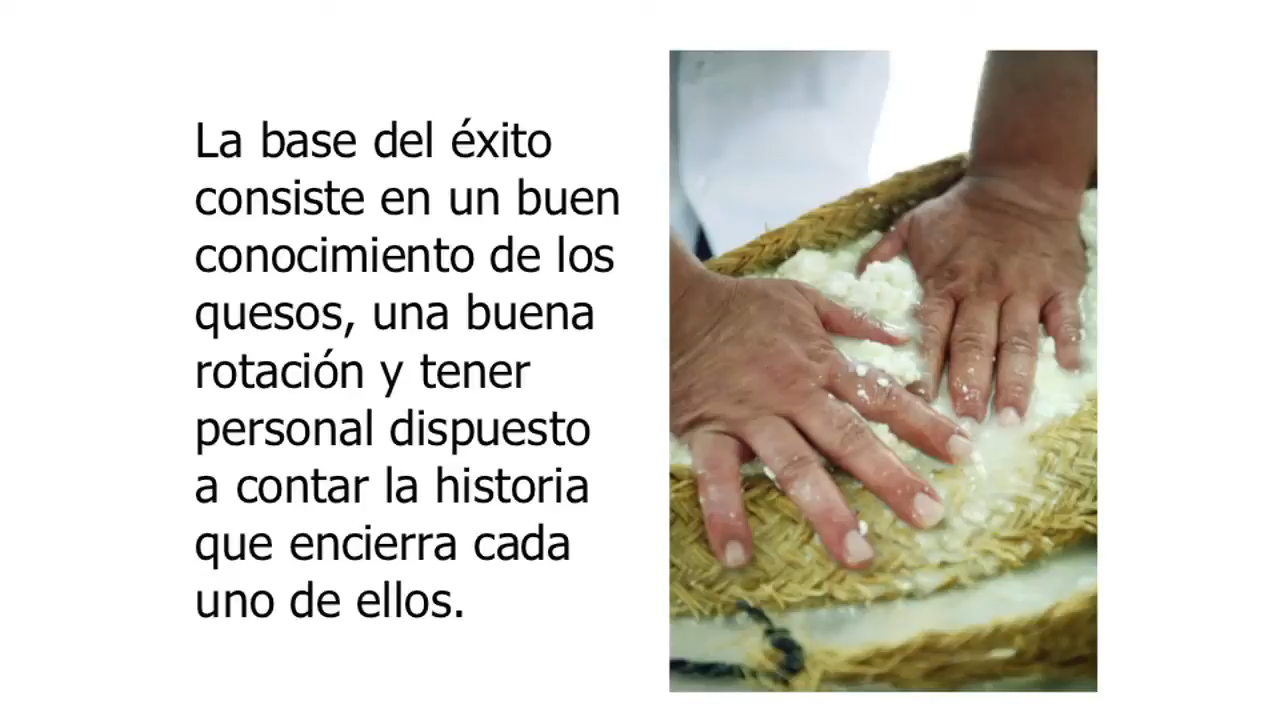 La base del éxito
consiste en un buen
conocimiento de los
quesos, una buena
rotación y tener
personal dispuesto
a contar la historia
que encierra cada
uno de ellos.